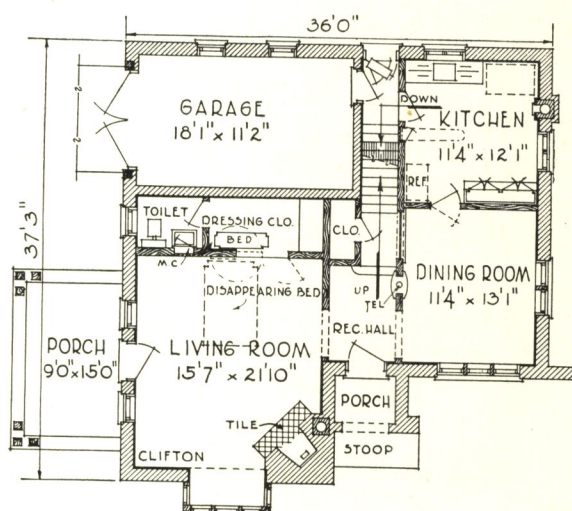 36'0"
GARAGE
18'1" x 11'2"
DOWN
KITCHEN
11'4" x 12'1"
REF.
37'3"
TOILET
DRESSING CLO.
BED
CLO.
M.C.
DISAPPEARING BED
UP
TEL.
DINING ROOM
11'4" x 13'1"
REC. HALL
PORCH
9'0" x 15'0"
LIVING ROOM
15'7" x 21'10"
TILE
PORCH
STOOP
CLIFTON